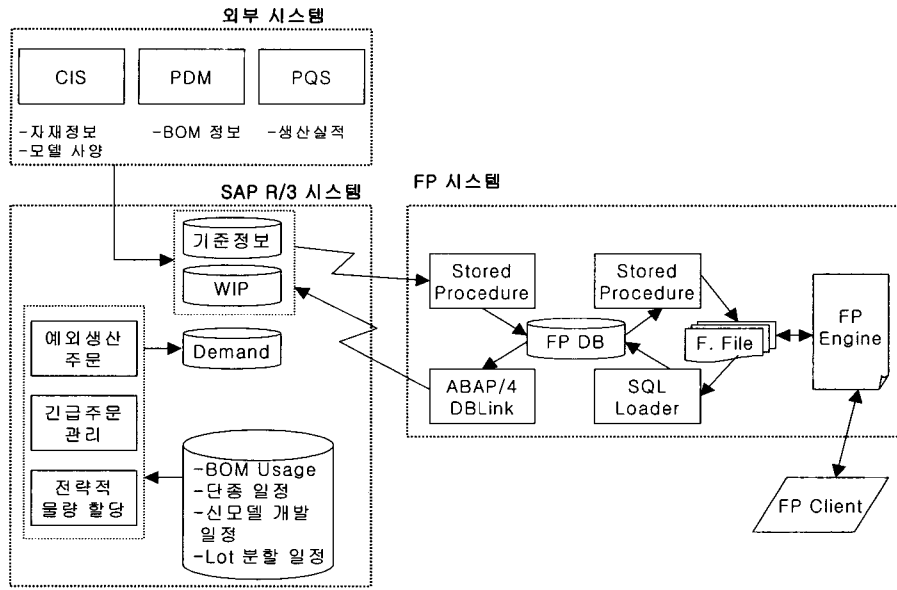 외부 시스템
CIS
PDM
PQS
-자재정보
-모델 사양
-BOM 정보
-생산실적
SAP R/3 시스템
기준정보
WIP
예외생산
주문
Demand
긴급주문
관리
전략적
물량 할당
-BOM Usage
-단종 일정
-신모델 개발
일정
-Lot 분할 일정
FP 시스템
Stored
Procedure
Stored
Procedure
FP DB
F. File
FP
Engine
ABAP/4
DBLink
SQL
Loader
FP Client